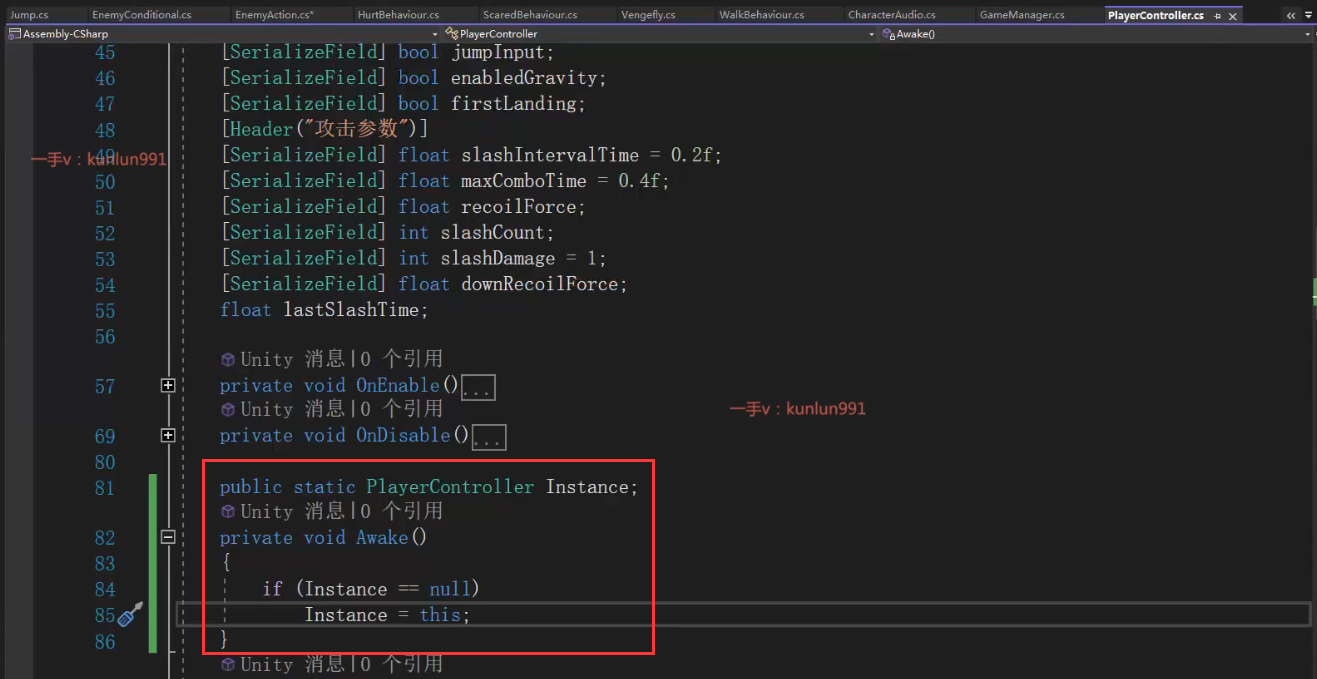 Jump.cs EnemyConditional.cs EnemyAction.cs* HurtBehaviour.cs ScaredBehaviour.cs Vengefly.cs WalkBehaviour.cs CharacterAudio.cs GameManager.cs PlayerController.cs
Assembly-CSharp PlayerController Awake()
45 [SerializeField] bool jumpInput;
46 [SerializeField] bool enabledGravity;
47 [SerializeField] bool firstLanding;
48 [Header("攻击参数")]
49 [SerializeField] float slashIntervalTime = 0.2f;
一手v：kunlun991
50 [SerializeField] float maxComboTime = 0.4f;
51 [SerializeField] float recoilForce;
52 [SerializeField] int slashCount;
53 [SerializeField] int slashDamage = 1;
54 [SerializeField] float downRecoilForce;
55 float lastSlashTime;
56
Unity 消息|0 个引用
57 private void OnEnable()...
Unity 消息|0 个引用
一手v：kunlun991
69 private void OnDisable()...
80
81 public static PlayerController Instance;
Unity 消息|0 个引用
82 private void Awake()
83 {
84 if (Instance == null)
85 Instance = this;
86 }
Unity 消息|0 个引用